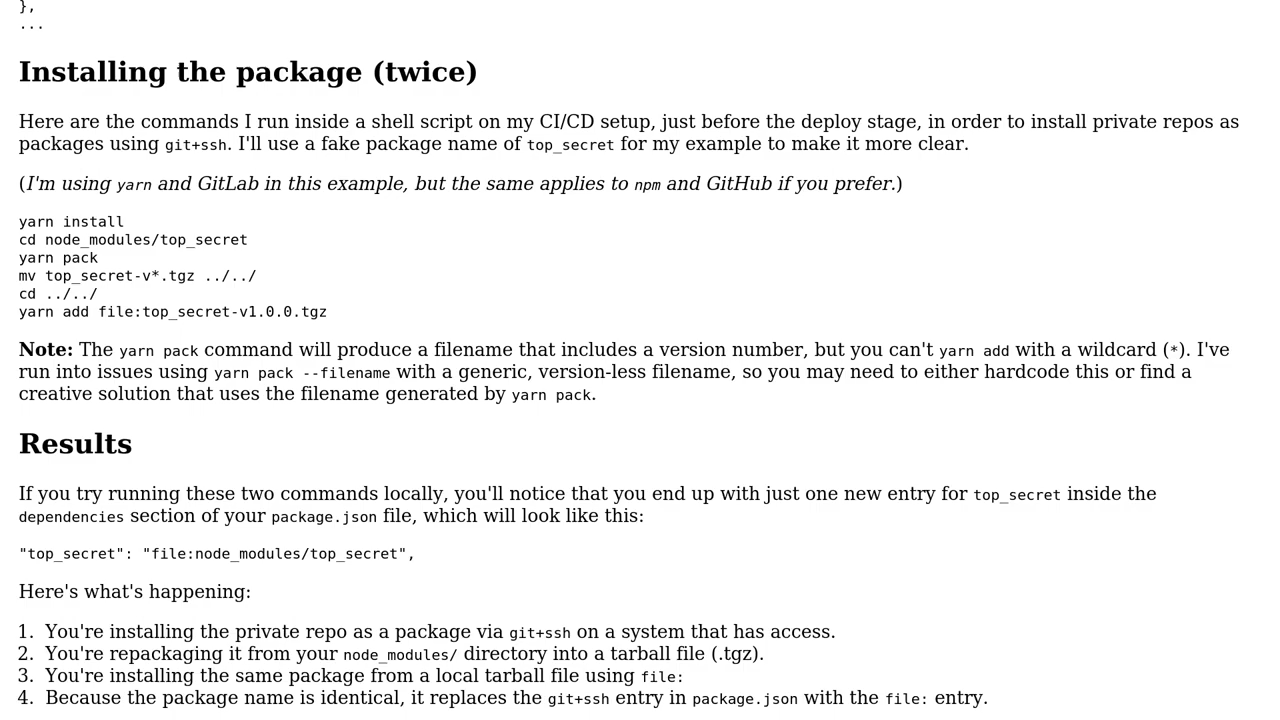 },
...
Installing the package (twice)
Here are the commands I run inside a shell script on my CI/CD setup, just before the deploy stage, in order to install private repos as
packages using git+ssh. I'll use a fake package name of top_secret for my example to make it more clear.
(I'm using yarn and GitLab in this example, but the same applies to npm and GitHub if you prefer.)
yarn install
cd node_modules/top_secret
yarn pack
mv top_secret-v*.tgz ../../
cd ../../
yarn add file:top_secret-v1.0.0.tgz
Note: The yarn pack command will produce a filename that includes a version number, but you can't yarn add with a wildcard (*). I've
run into issues using yarn pack --filename with a generic, version-less filename, so you may need to either hardcode this or find a
creative solution that uses the filename generated by yarn pack.
Results
If you try running these two commands locally, you'll notice that you end up with just one new entry for top_secret inside the
dependencies section of your package.json file, which will look like this:
"top_secret": "file:node_modules/top_secret",
Here's what's happening:
1. You're installing the private repo as a package via git+ssh on a system that has access.
2. You're repackaging it from your node_modules/ directory into a tarball file (.tgz).
3. You're installing the same package from a local tarball file using file:
4. Because the package name is identical, it replaces the git+ssh entry in package.json with the file: entry.